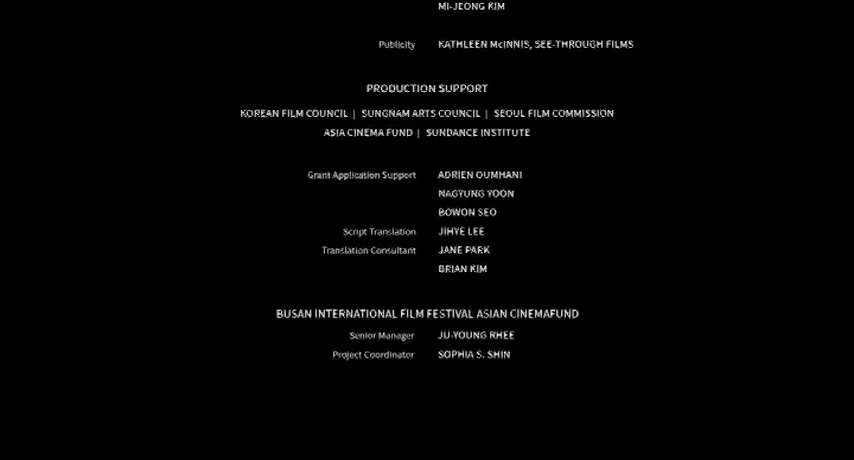 MI-JEONG KIM
Publicity KATHLEEN McINNIS, SEE-THROUGH FILMS
PRODUCTION SUPPORT
KOREAN FILM COUNCIL | SUNGNAM ARTS COUNCIL | SEOUL FILM COMMISSION
ASIA CINEMA FUND | SUNDANCE INSTITUTE
Grant Application Support ADRIEN OUMHANI
NAGYUNG YOON
BOWON SEO
Script Translation JIHYE LEE
Translation Consultant JANE PARK
BRIAN KIM
BUSAN INTERNATIONAL FILM FESTIVAL ASIAN CINEMAFUND
Senior Manager JU-YOUNG RHEE
Project Coordinator SOPHIA S. SHIN